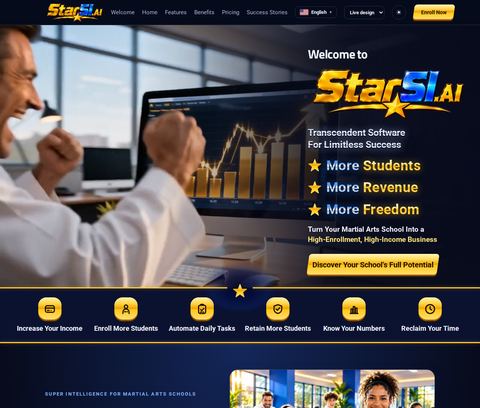 StarSI.AI
Welcome Home Features Benefits Pricing Success Stories English Live design Enroll Now
Welcome to
StarSI.AI
Transcendent Software
For Limitless Success
More Students
More Revenue
More Freedom
Turn Your Martial Arts School Into a
High-Enrollment, High-Income Business
Discover Your School's Full Potential
Increase Your Income
Enroll More Students
Automate Daily Tasks
Retain More Students
Know Your Numbers
Reclaim Your Time
SUPER INTELLIGENCE FOR MARTIAL ARTS SCHOOLS